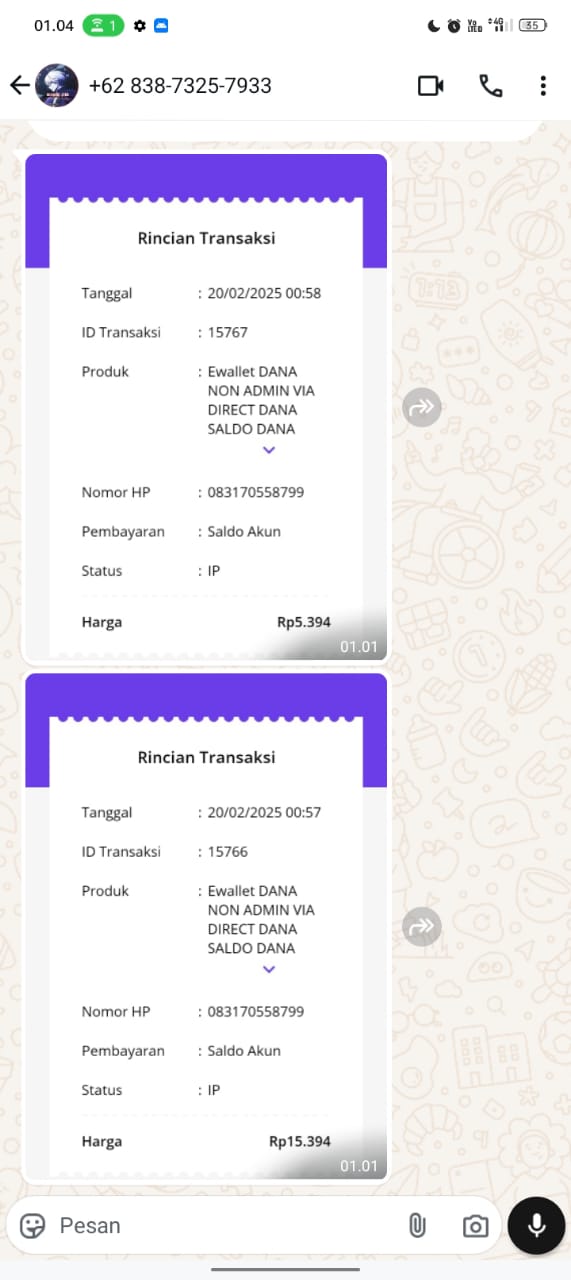 01.04
1
35
+62 838-7325-7933
Rincian Transaksi
Tanggal : 20/02/2025 00:58
ID Transaksi : 15767
Produk : Ewallet DANA
NON ADMIN VIA
DIRECT DANA
SALDO DANA
Nomor HP : 083170558799
Pembayaran : Saldo Akun
Status : IP
Harga Rp5.394
01.01
Rincian Transaksi
Tanggal : 20/02/2025 00:57
ID Transaksi : 15766
Produk : Ewallet DANA
NON ADMIN VIA
DIRECT DANA
SALDO DANA
Nomor HP : 083170558799
Pembayaran : Saldo Akun
Status : IP
Harga Rp15.394
01.01
Pesan